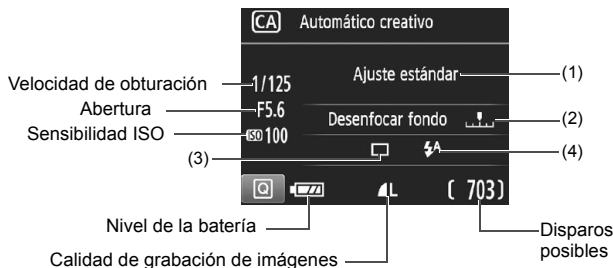 CA Automático creativo
Velocidad de obturación
1/125
Ajuste estándar
(1)
Abertura
F5.6
Desenfocar fondo
(2)
Sensibilidad ISO
ISO 100
(3)
A
(4)
Q
L
[ 703]
Nivel de la batería
Disparos
posibles
Calidad de grabación de imágenes